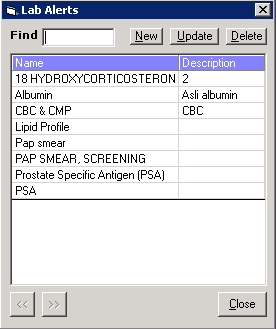 Lab Alerts
Find New Update Delete
Name Description
18 HYDROXYCORTICOSTERON 2
Albumin Asli albumin
CBC & CMP CBC
Lipid Profile
Pap smear
PAP SMEAR, SCREENING
Prostate Specific Antigen (PSA)
PSA
<< >> Close